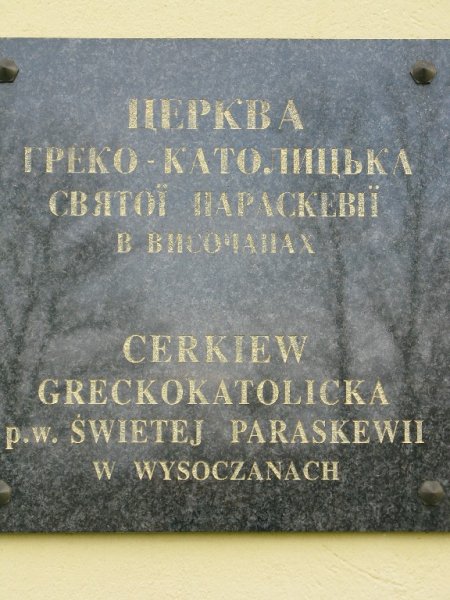 ЦЕРКВА
ГРЕКО-КАТОЛИЦЬКА
СВЯТОЇ ПАРАСКЕВІЇ
В ВИСОЧАНАХ
CERKIEW
GRECKOKATOLICKA
p.w. ŚWIETEJ PARASKEWII
W WYSOCZANACH